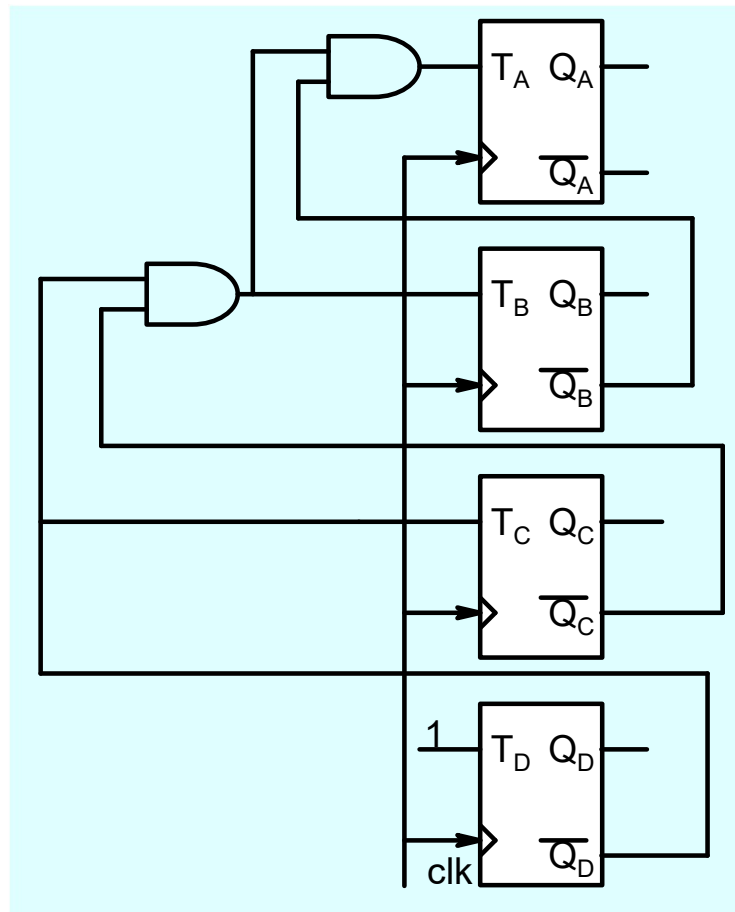 T_A Q_A
Q̅_A
T_B Q_B
Q̅_B
T_C Q_C
Q̅_C
1
T_D Q_D
Q̅_D
clk